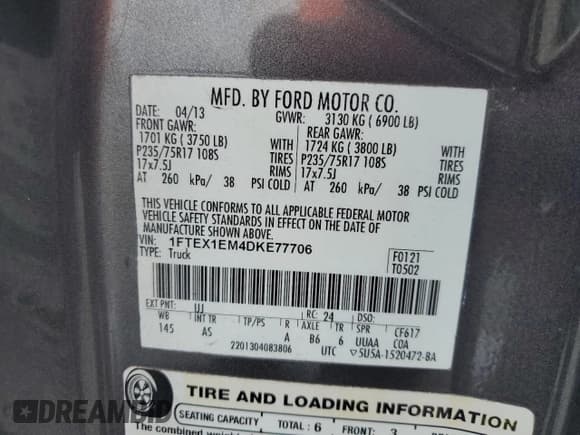 MFD. BY FORD MOTOR CO.
DATE: 04/13 GVWR: 3130 KG ( 6900 LB)
FRONT GAWR: REAR GAWR:
1701 KG ( 3750 LB) WITH 1724 KG ( 3800 LB) WITH
P235/75R17 108S TIRES P235/75R17 108S TIRES
17x7.5J RIMS 17x7.5J RIMS
AT 260 kPa/ 38 PSI COLD AT 260 kPa/ 38 PSI COLD
THIS VEHICLE CONFORMS TO ALL APPLICABLE FEDERAL MOTOR
VEHICLE SAFETY STANDARDS IN EFFECT ON THE DATE OF
MANUFACTURE SHOWN ABOVE.
VIN: 1FTEX1EM4DKE77706
TYPE: Truck
F0121
T0502
EXT PNT: UJ RC: 24 DSO:
WB INT TR TP/PS R AXLE TR SPR CF617
145 AS A B6 6 UUAA COA
2201304083806 UTC ▽5U5A-1520472-BA
TIRE AND LOADING INFORMATION
SEATING CAPACITY TOTAL : 6 FRONT: 3
The combined
DREAMBID